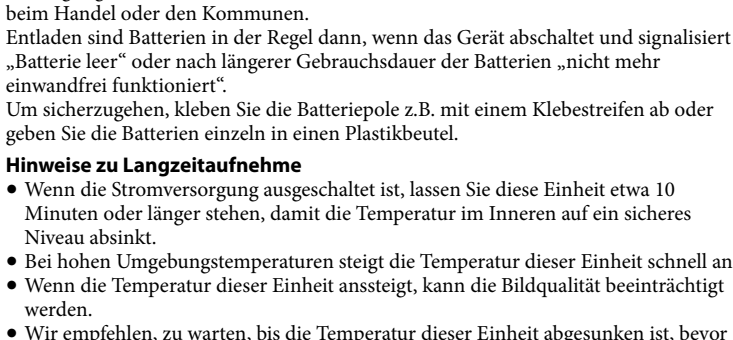 beim Handel oder den Kommunen.
Entladen sind Batterien in der Regel dann, wenn das Gerät abschaltet und signalisiert
„Batterie leer“ oder nach längerer Gebrauchsdauer der Batterien „nicht mehr
einwandfrei funktioniert“.
Um sicherzugehen, kleben Sie die Batteriepole z.B. mit einem Klebestreifen ab oder
geben Sie die Batterien einzeln in einen Plastikbeutel.
Hinweise zu Langzeitaufnehme
• Wenn die Stromversorgung ausgeschaltet ist, lassen Sie diese Einheit etwa 10
Minuten oder länger stehen, damit die Temperatur im Inneren auf ein sicheres
Niveau absinkt.
• Bei hohen Umgebungstemperaturen steigt die Temperatur dieser Einheit schnell an
• Wenn die Temperatur dieser Einheit anssteigt, kann die Bildqualität beeinträchtigt
werden.
• Wir empfehlen, zu warten, bis die Temperatur dieser Einheit abgesunken ist, bevor